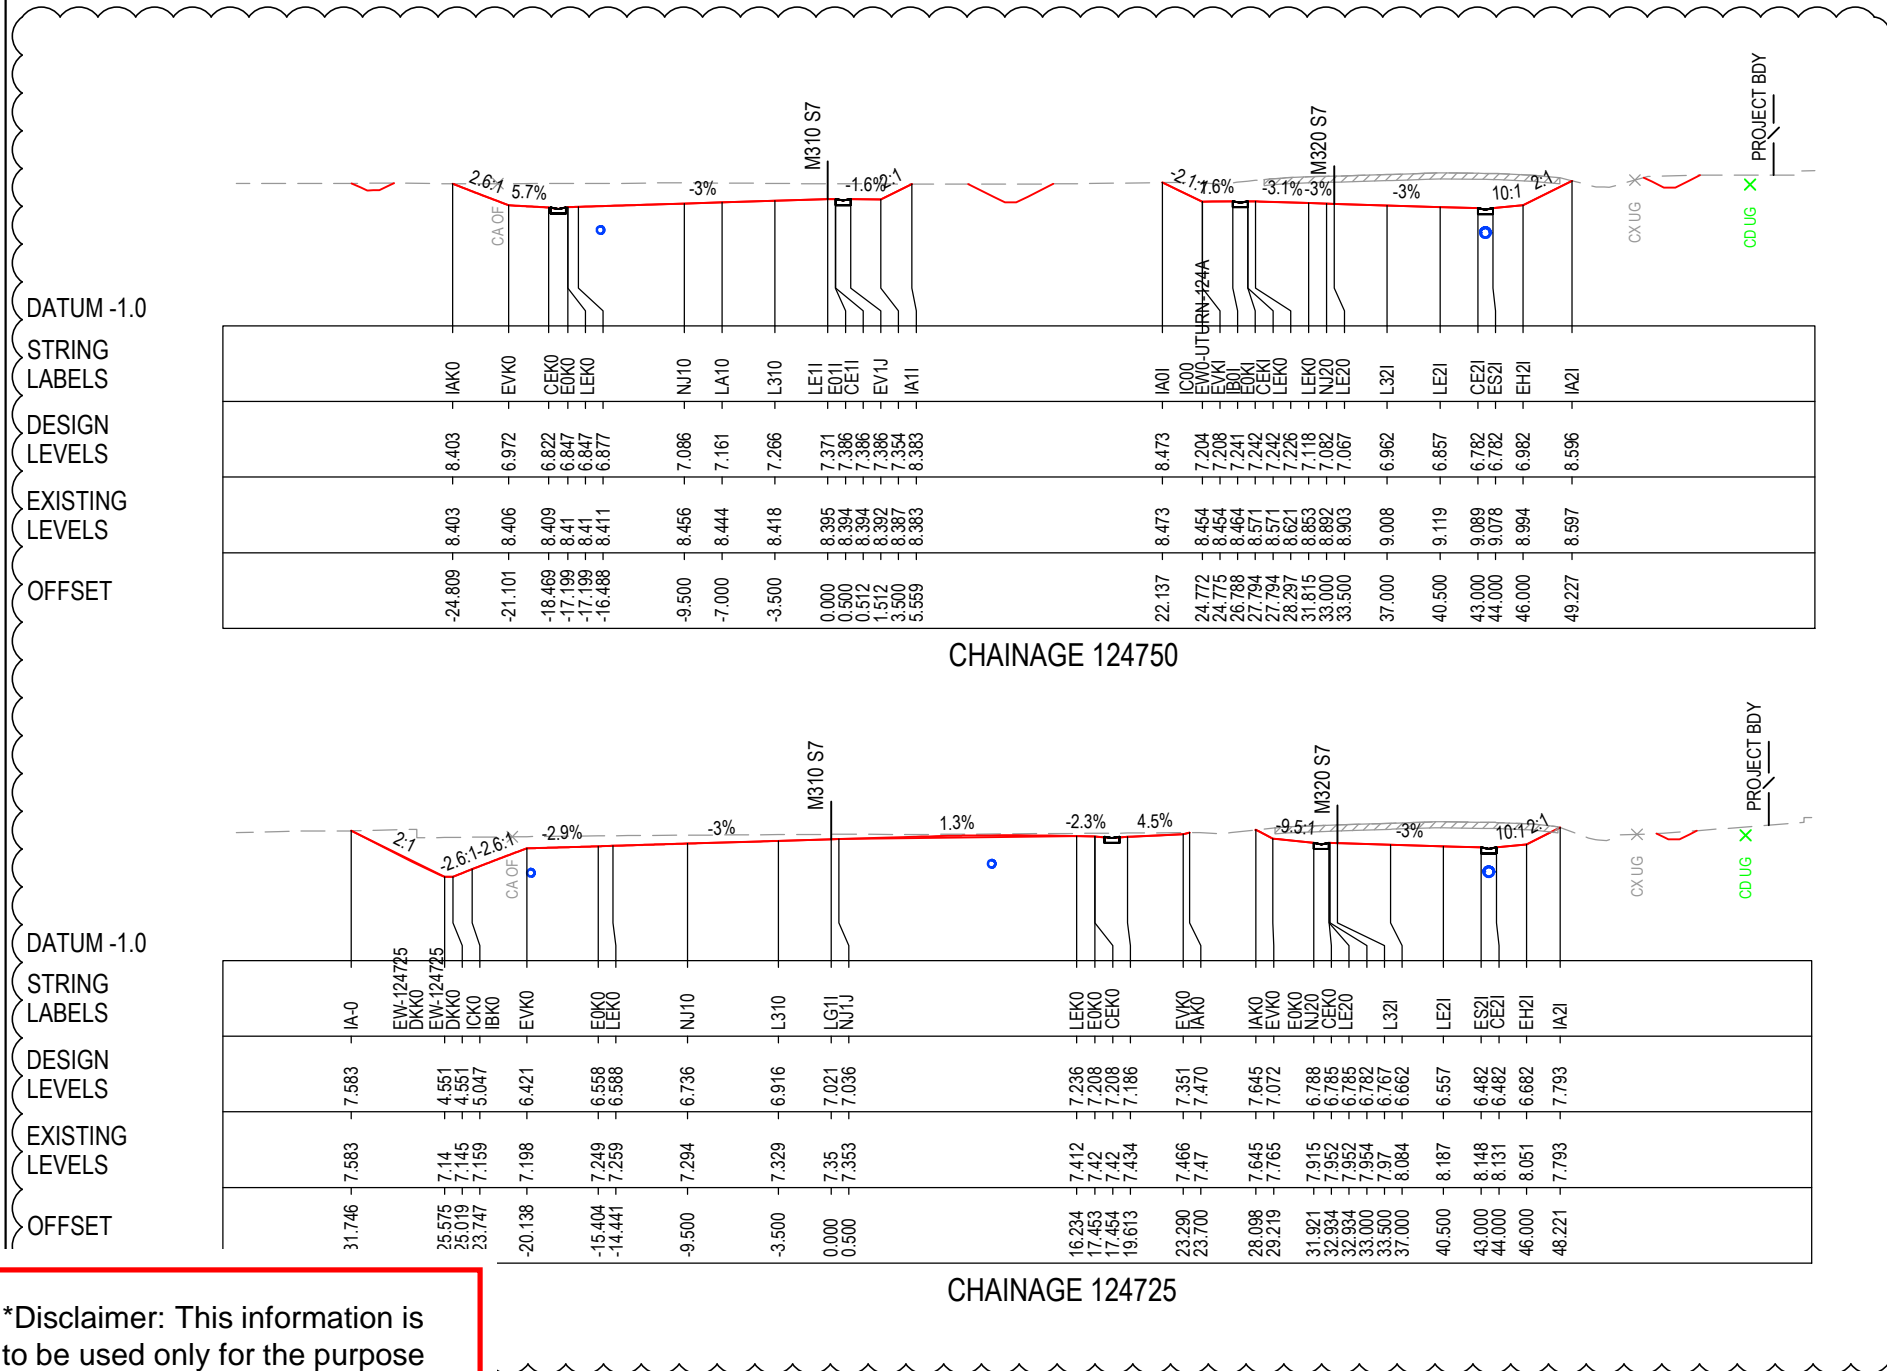 M310 S7
M320 S7
PROJECT BDY
2.6:1 5.7% -3% -1.6% 2:1 -2.1:1 -1.6% -3.1% -3% -3% 10:1 2:1
CA OF
CX UG
CD UG
DATUM -1.0
STRING
LABELS
IAK0 EVK0 CEK0 E0K0 LEK0 NJ10 LA10 L310 LE1I E01I CE1I EV1J IA1I IA0I IC00 EW0-UTURN-124A EVKI IB0I E0KI CEKI LEK0 LEK0 NJ20 LE20 L32I LE2I CE2I ES2I EH2I IA2I
DESIGN
LEVELS
8.403 6.972 6.822 6.847 6.847 6.877 7.086 7.161 7.266 7.371 7.386 7.386 7.386 7.354 8.383 8.473 7.204 7.208 7.241 7.242 7.242 7.226 7.118 7.082 7.067 6.962 6.857 6.782 6.782 6.982 8.596
EXISTING
LEVELS
8.403 8.406 8.409 8.41 8.41 8.411 8.456 8.444 8.418 8.395 8.394 8.394 8.392 8.387 8.383 8.473 8.454 8.454 8.464 8.571 8.571 8.621 8.853 8.892 8.903 9.008 9.119 9.089 9.078 8.994 8.597
OFFSET
-24.809 -21.101 -18.469 -17.199 -17.199 -16.488 -9.500 -7.000 -3.500 0.000 0.500 0.512 1.512 3.500 5.559 22.137 24.772 24.775 26.788 27.794 27.794 28.297 31.815 33.000 33.500 37.000 40.500 43.000 44.000 46.000 49.227
CHAINAGE 124750
M310 S7
M320 S7
PROJECT BDY
2:1 -2.6:1 -2.6:1 -2.9% -3% 1.3% -2.3% 4.5% -9.5:1 -3% 10:1 2:1
CA OF
CX UG
CD UG
DATUM -1.0
STRING
LABELS
IA-0 EW-124725 DKK0 EW-124725 DKK0 ICK0 IBK0 EVK0 E0K0 LEK0 NJ10 L310 LG1I NJ1J LEK0 E0K0 CEK0 EVK0 IAK0 IAK0 EVK0 E0K0 NJ20 CEK0 LE20 L32I LE2I ES2I CE2I EH2I IA2I
DESIGN
LEVELS
7.583 4.551 4.551 5.047 6.421 6.558 6.588 6.736 6.916 7.021 7.036 7.236 7.208 7.208 7.186 7.351 7.470 7.645 7.072 6.788 6.785 6.785 6.782 6.767 6.662 6.557 6.482 6.482 6.682 7.793
EXISTING
LEVELS
7.583 7.14 7.145 7.159 7.198 7.249 7.259 7.294 7.329 7.35 7.353 7.412 7.42 7.42 7.434 7.466 7.47 7.645 7.765 7.915 7.952 7.952 7.954 7.97 8.084 8.187 8.148 8.131 8.051 7.793
OFFSET
31.746 25.575 25.019 23.747 -20.138 -15.404 -14.441 -9.500 -3.500 0.000 0.500 16.234 17.453 17.454 19.613 23.290 23.700 28.098 29.219 31.921 32.934 32.934 33.000 33.500 37.000 40.500 43.000 44.000 46.000 48.221
CHAINAGE 124725
*Disclaimer: This information is
to be used only for the purpose